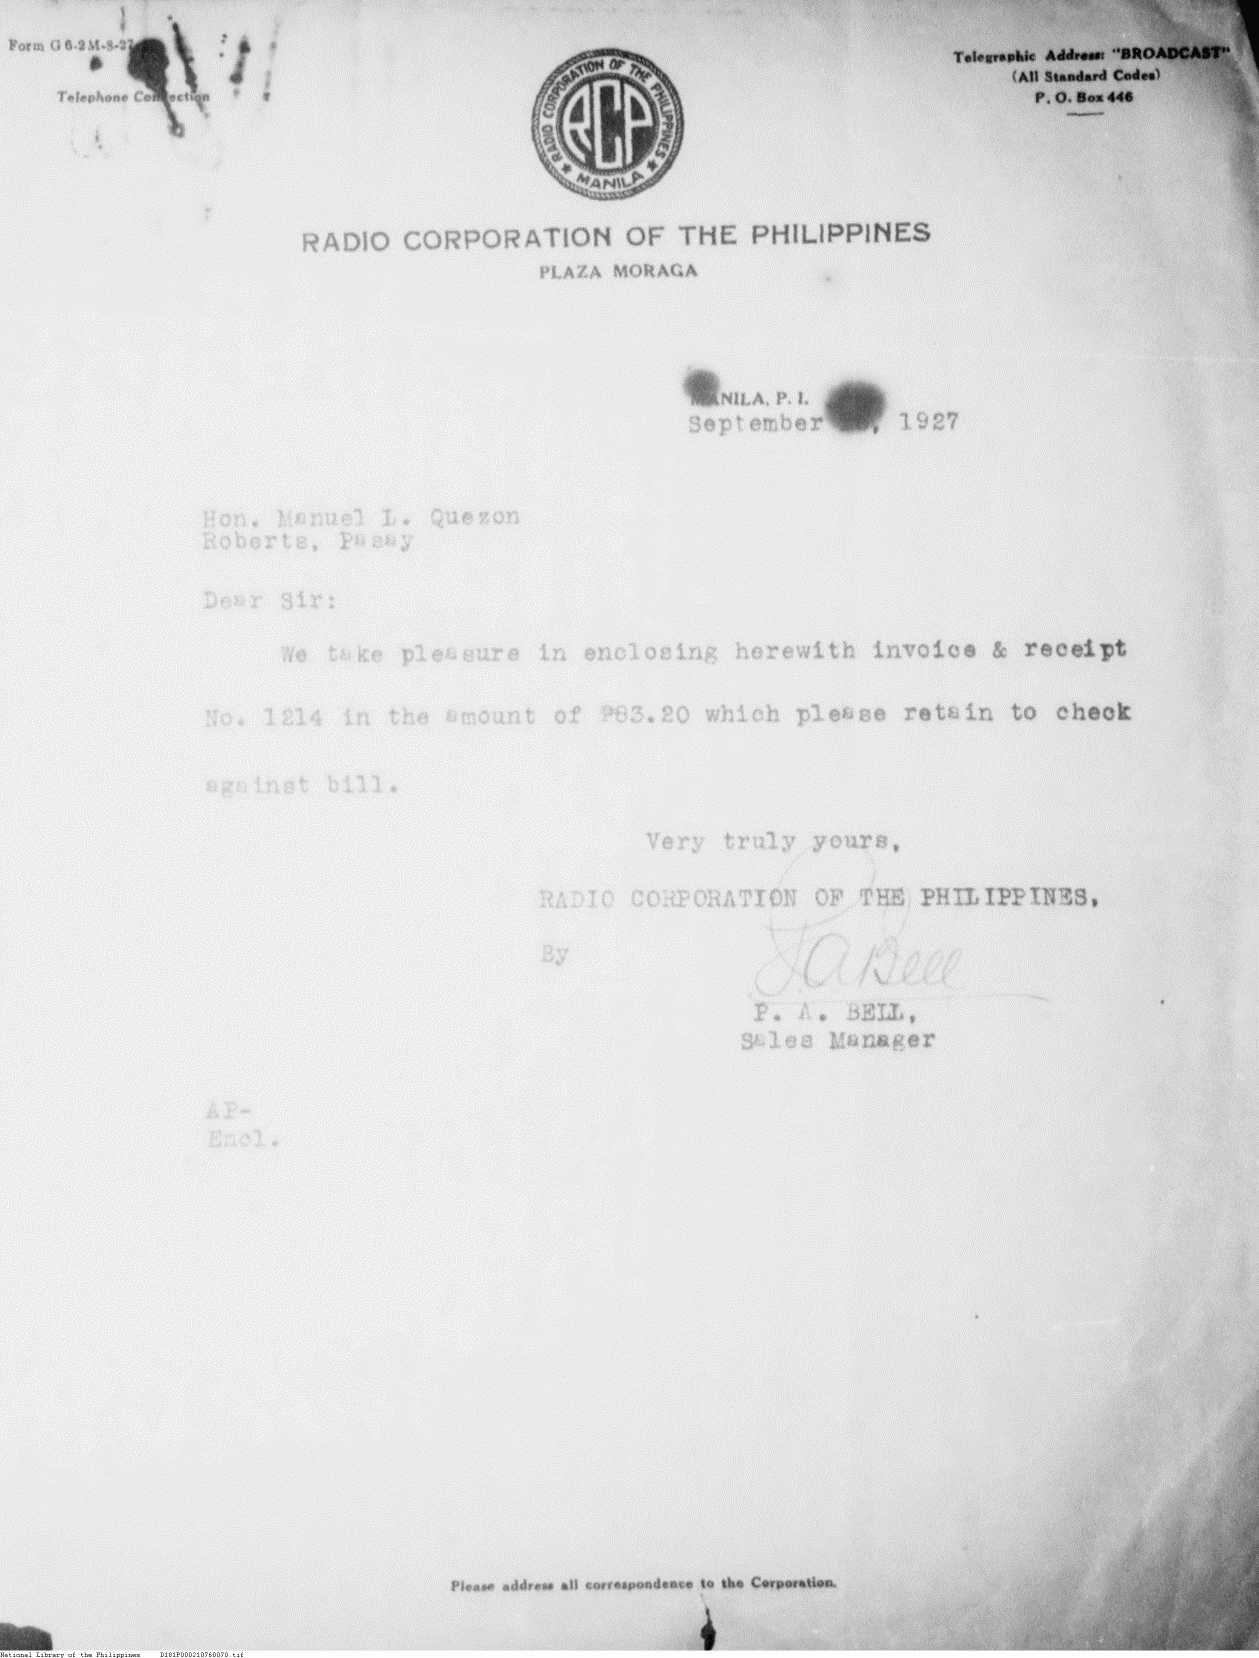 Form G 6-2M-8-27
Telephone Connection
Telegraphic Address: "BROADCAST"
(All Standard Codes)
P. O. Box 446
RADIO CORPORATION OF THE PHILIPPINES
RCP
★ MANILA ★
RADIO CORPORATION OF THE PHILIPPINES
PLAZA MORAGA
MANILA, P. I.
September , 1927
Hon. Manuel L. Quezon
Roberts, Pasay
Dear Sir:
We take pleasure in enclosing herewith invoice & receipt
No. 1214 in the amount of ₱83.20 which please retain to check
against bill.
Very truly yours,
RADIO CORPORATION OF THE PHILIPPINES,
By
P. A. Bell
P. A. BELL,
Sales Manager
AP-
Encl.
Please address all correspondence to the Corporation.
National Library of the Philippines D101P000210760070.tif